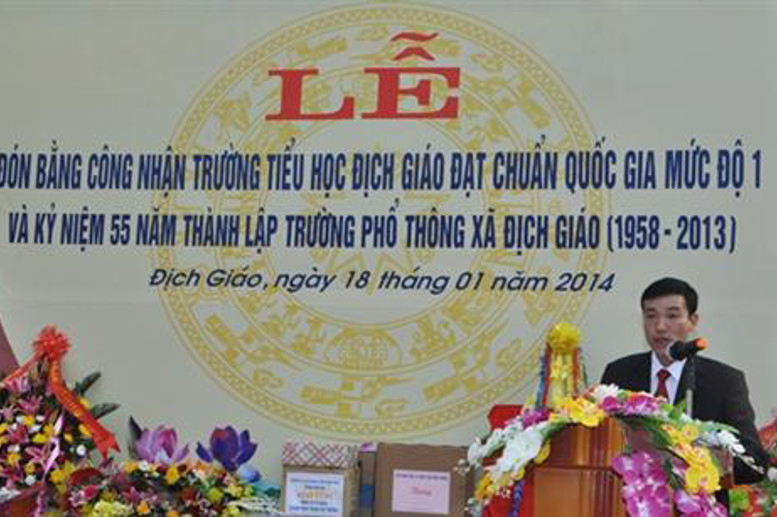 LỄ
ĐÓN BẰNG CÔNG NHẬN TRƯỜNG TIỂU HỌC ĐỊCH GIÁO ĐẠT CHUẨN QUỐC GIA MỨC ĐỘ 1
VÀ KỶ NIỆM 55 NĂM THÀNH LẬP TRƯỜNG PHỔ THÔNG XÃ ĐỊCH GIÁO (1958 - 2013)
Địch Giáo, ngày 18 tháng 01 năm 2014